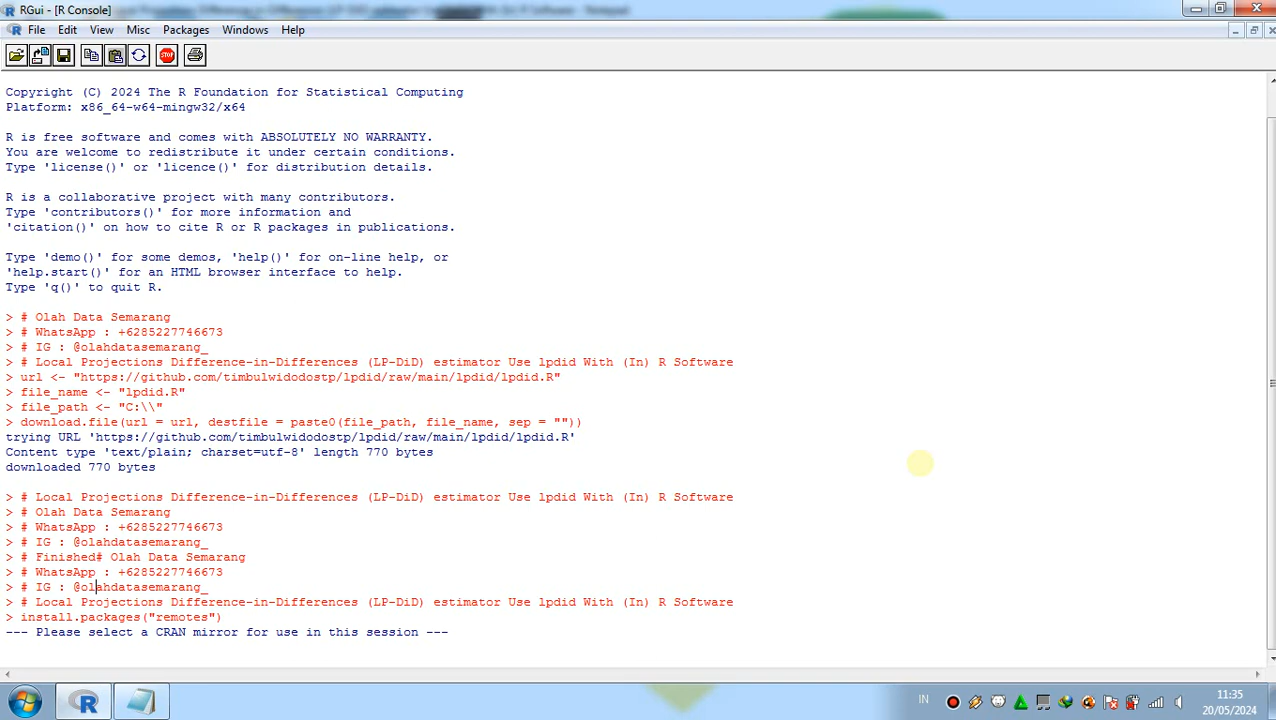 RGui - [R Console]
File Edit View Misc Packages Windows Help
STOP
Copyright (C) 2024 The R Foundation for Statistical Computing
Platform: x86_64-w64-mingw32/x64
R is free software and comes with ABSOLUTELY NO WARRANTY.
You are welcome to redistribute it under certain conditions.
Type 'license()' or 'licence()' for distribution details.
R is a collaborative project with many contributors.
Type 'contributors()' for more information and
'citation()' on how to cite R or R packages in publications.
Type 'demo()' for some demos, 'help()' for on-line help, or
'help.start()' for an HTML browser interface to help.
Type 'q()' to quit R.
> # Olah Data Semarang
> # WhatsApp : +6285227746673
> # IG : @olahdatasemarang_
> # Local Projections Difference-in-Differences (LP-DiD) estimator Use lpdid With (In) R Software
> url <- "https://github.com/timbulwidodostp/lpdid/raw/main/lpdid/lpdid.R"
> file_name <- "lpdid.R"
> file_path <- "C:\\"
> download.file(url = url, destfile = paste0(file_path, file_name, sep = ""))
trying URL 'https://github.com/timbulwidodostp/lpdid/raw/main/lpdid/lpdid.R'
Content type 'text/plain; charset=utf-8' length 770 bytes
downloaded 770 bytes
> # Local Projections Difference-in-Differences (LP-DiD) estimator Use lpdid With (In) R Software
> # Olah Data Semarang
> # WhatsApp : +6285227746673
> # IG : @olahdatasemarang_
> # Finished# Olah Data Semarang
> # WhatsApp : +6285227746673
> # IG : @olahdatasemarang_
> # Local Projections Difference-in-Differences (LP-DiD) estimator Use lpdid With (In) R Software
> install.packages("remotes")
--- Please select a CRAN mirror for use in this session ---
IN
11:35
20/05/2024